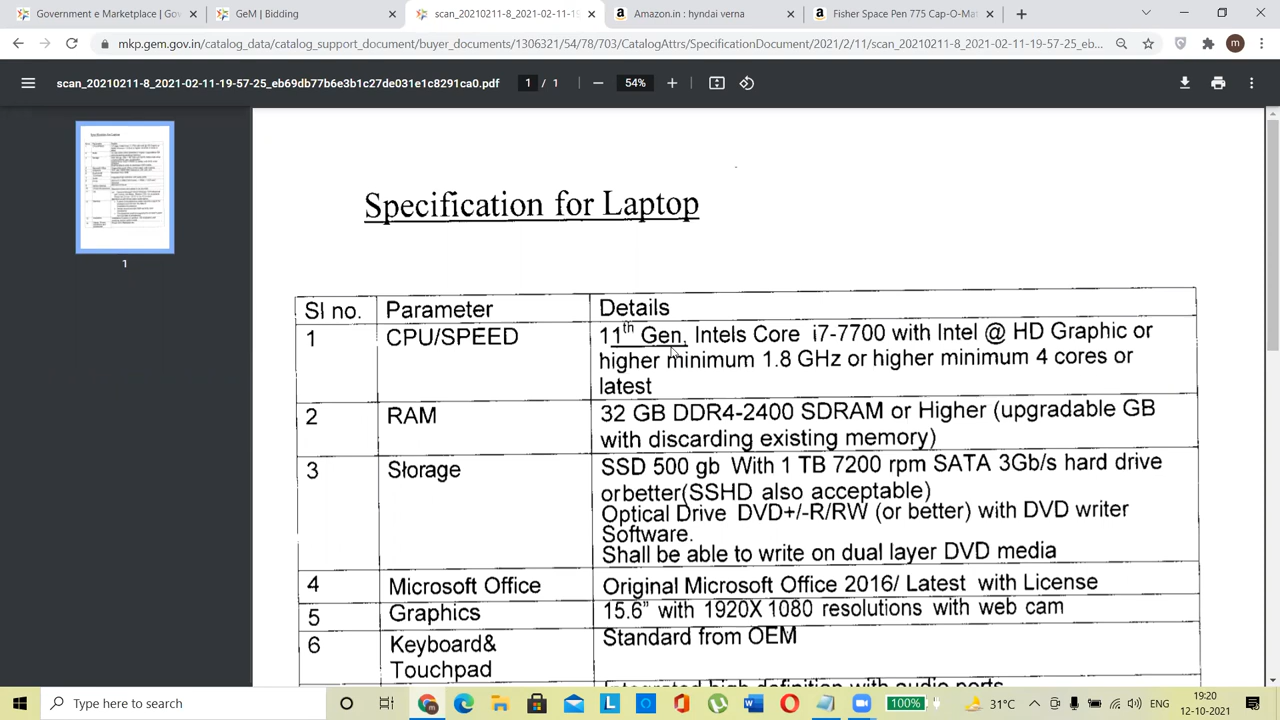 Government e Marketplace | Gov
GeM | Bidding
scan_20210211-8_2021-02-11-19
Amazon.in : hyndai verna
Fisher Space Pen 775 Cap-O-Mat
mkp.gem.gov.in/catalog_data/catalog_support_document/buyer_documents/1306321/54/78/703/CatalogAttrs/SpecificationDocument/2021/2/11/scan_20210211-8_2021-02-11-19-57-25_eb...
m
scan_20210211-8_2021-02-11-19-57-25_eb69db77b6e3b1c27de031e1c8291ca0.pdf
1 / 1
54%
1
Specification for Laptop
Sl no. Parameter Details
1 CPU/SPEED 11th Gen. Intels Core i7-7700 with Intel @ HD Graphic or
higher minimum 1.8 GHz or higher minimum 4 cores or
latest
2 RAM 32 GB DDR4-2400 SDRAM or Higher (upgradable GB
with discarding existing memory)
3 Storage SSD 500 gb With 1 TB 7200 rpm SATA 3Gb/s hard drive
orbetter(SSHD also acceptable)
Optical Drive DVD+/-R/RW (or better) with DVD writer
Software.
Shall be able to write on dual layer DVD media
4 Microsoft Office Original Microsoft Office 2016/ Latest with License
5 Graphics 15.6" with 1920X 1080 resolutions with web cam
6 Keyboard& Standard from OEM
Touchpad
Integrated high definition with audio ports
Type here to search
100%
31°C
ENG
19:20
12-10-2021